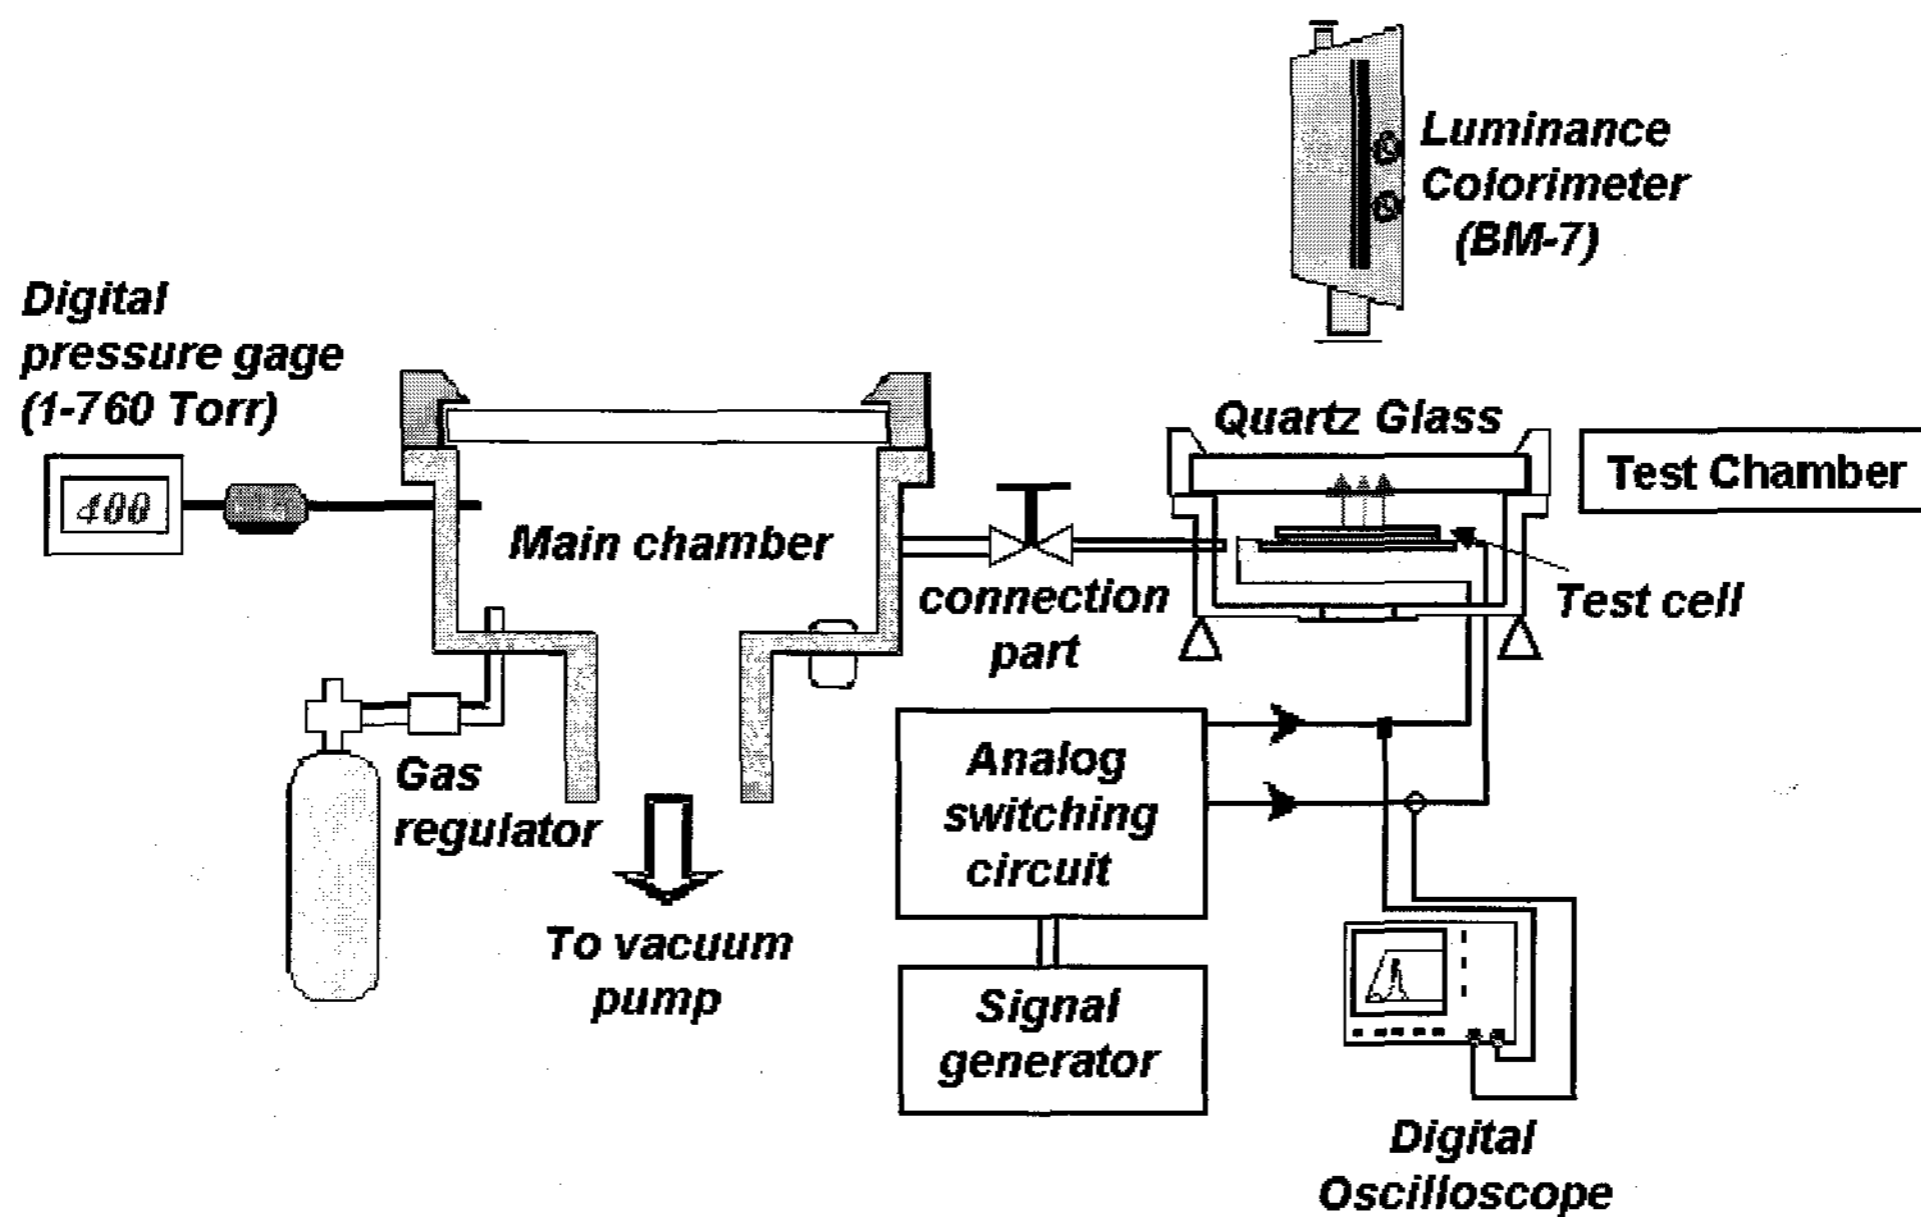 Luminance
Colorimeter
(BM-7)
Digital
pressure gage
(1-760 Torr)
400
Main chamber
Quartz Glass
Test Chamber
connection
part
Test cell
Gas
regulator
To vacuum
pump
Analog
switching
circuit
Signal
generator
Digital
Oscilloscope